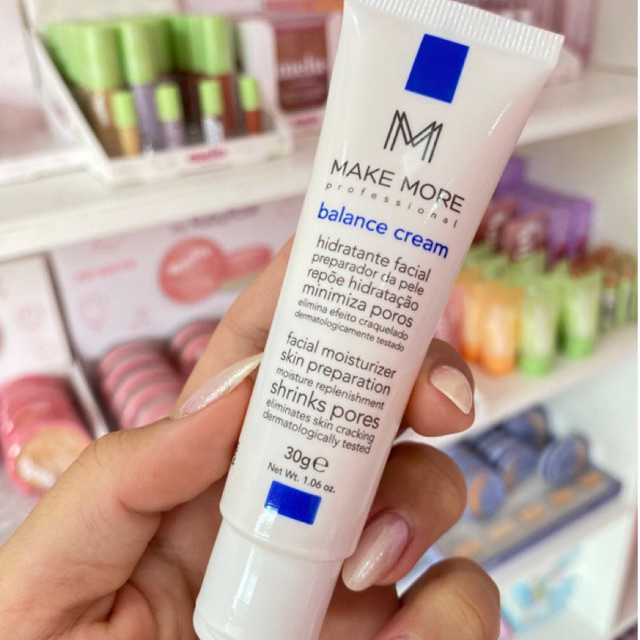 M
MAKE MORE
professional
balance cream
hidratante facial
preparador da pele
repõe hidratação
minimiza poros
elimina efeito craquelado
dermatologicamente testado
facial moisturizer
skin preparation
moisture replenishment
shrinks pores
eliminates skin cracking
dermatologically tested
30g℮
Net Wt. 1.06 oz.